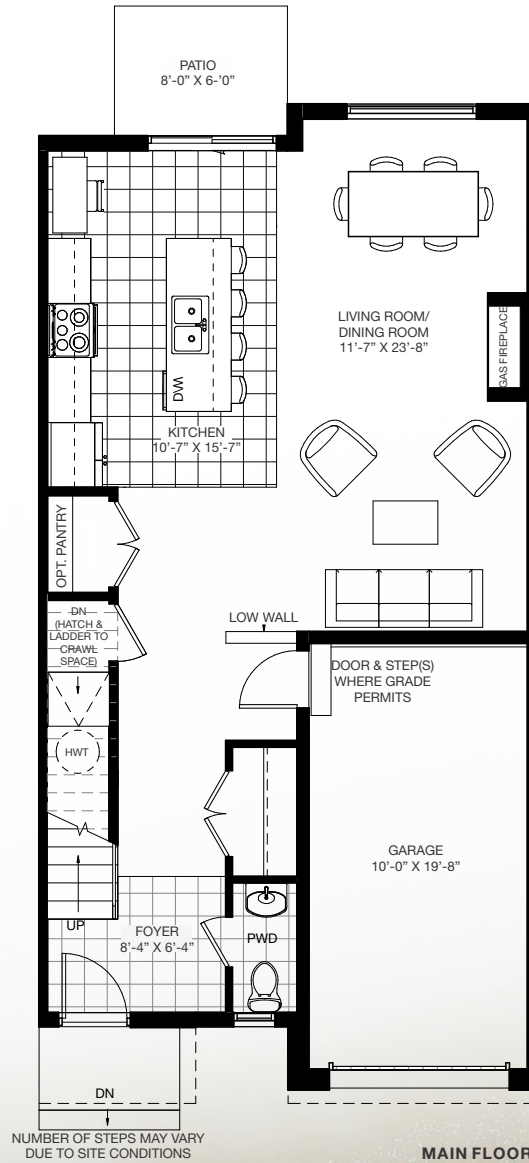 PATIO
8'-0" X 6-'0"
LIVING ROOM/
DINING ROOM
11'-7" X 23'-8"
GAS FIREPLACE
DW
KITCHEN
10'-7" X 15'-7"
OPT. PANTRY
DN
(HATCH &
LADDER TO
CRAWL
SPACE)
LOW WALL
DOOR & STEP(S)
WHERE GRADE
PERMITS
HWT
GARAGE
10'-0" X 19'-8"
UP
FOYER
8'-4" X 6'-4"
PWD
DN
NUMBER OF STEPS MAY VARY
DUE TO SITE CONDITIONS
MAIN FLOOR